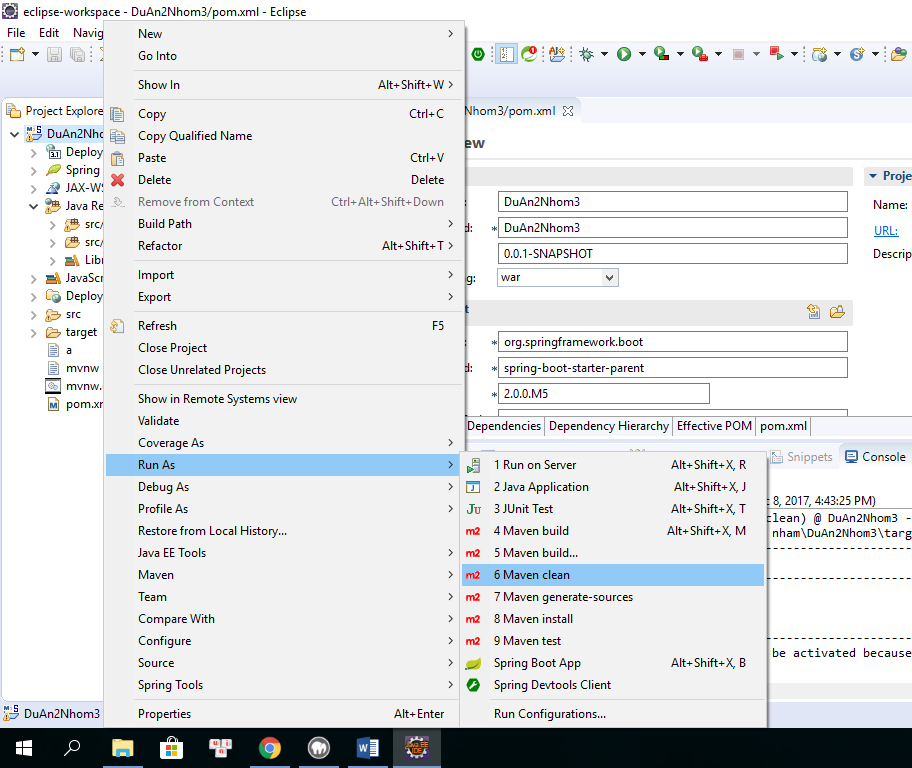 eclipse-workspace - DuAn2Nhom3/pom.xml - Eclipse
File Edit Navig
Project Explore
DuAn2Nho
Deploy
Spring
JAX-WS
Java Re
src/
src/
Libr
JavaScr
Deploy
src
target
a
mvnw
mvnw.
pom.xm
DuAn2Nhom3
New
Go Into
Show In Alt+Shift+W
Copy Ctrl+C
Copy Qualified Name
Paste Ctrl+V
Delete Delete
Remove from Context Ctrl+Alt+Shift+Down
Build Path
Refactor Alt+Shift+T
Import
Export
Refresh F5
Close Project
Close Unrelated Projects
Show in Remote Systems view
Validate
Coverage As
Run As
Debug As
Profile As
Restore from Local History...
Java EE Tools
Maven
Team
Compare With
Configure
Source
Spring Tools
Properties Alt+Enter
1 Run on Server Alt+Shift+X, R
2 Java Application Alt+Shift+X, J
3 JUnit Test Alt+Shift+X, T
4 Maven build Alt+Shift+X, M
5 Maven build...
6 Maven clean
7 Maven generate-sources
8 Maven install
9 Maven test
Spring Boot App Alt+Shift+X, B
Spring Devtools Client
Run Configurations...
Nhom3/pom.xml
ew
DuAn2Nhom3
d: * DuAn2Nhom3
0.0.1-SNAPSHOT
g: war
t
* org.springframework.boot
d: * spring-boot-starter-parent
* 2.0.0.M5
Proje
Name:
URL:
Descrip
Dependencies Dependency Hierarchy Effective POM pom.xml
Snippets Console
t 8, 2017, 4:43:25 PM)
clean) @ DuAn2Nhom3 -
nham\DuAn2Nhom3\targ
be activated because